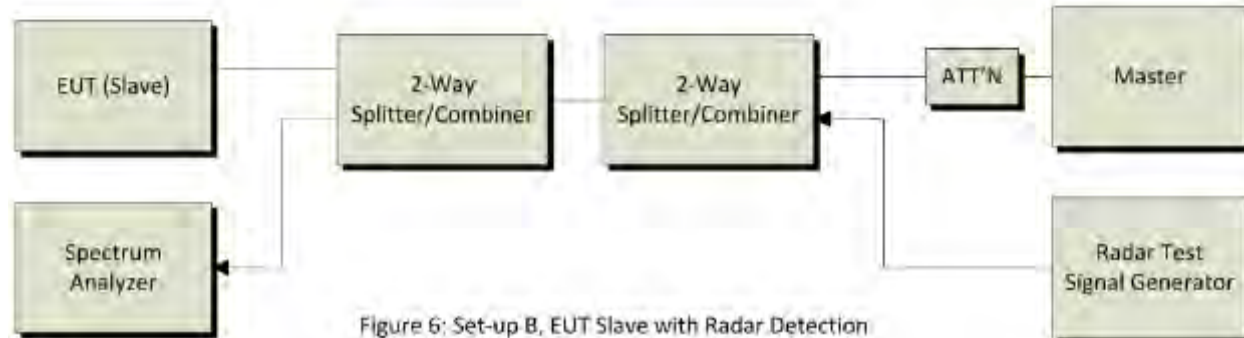 EUT (Slave)
2-Way
Splitter/Combiner
2-Way
Splitter/Combiner
ATT'N
Master
Spectrum
Analyzer
Radar Test
Signal Generator
Figure 6: Set-up B, EUT Slave with Radar Detection